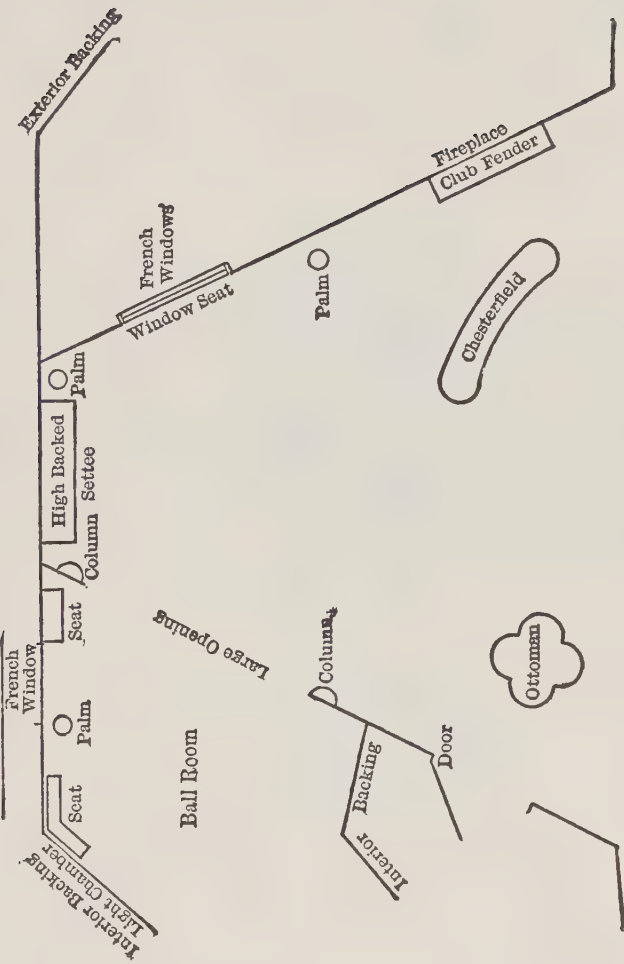 Exterior Backing
French
Windows
Window Seat
Fireplace
Club Fender
Palm
Chesterfield
Palm
High Backed
Settee
Column
Seat
French
Window
Palm
Seat
Interior Backing
Light Chamber
Large Opening
Ball Room
Column
Backing
Interior
Door
Ottoman